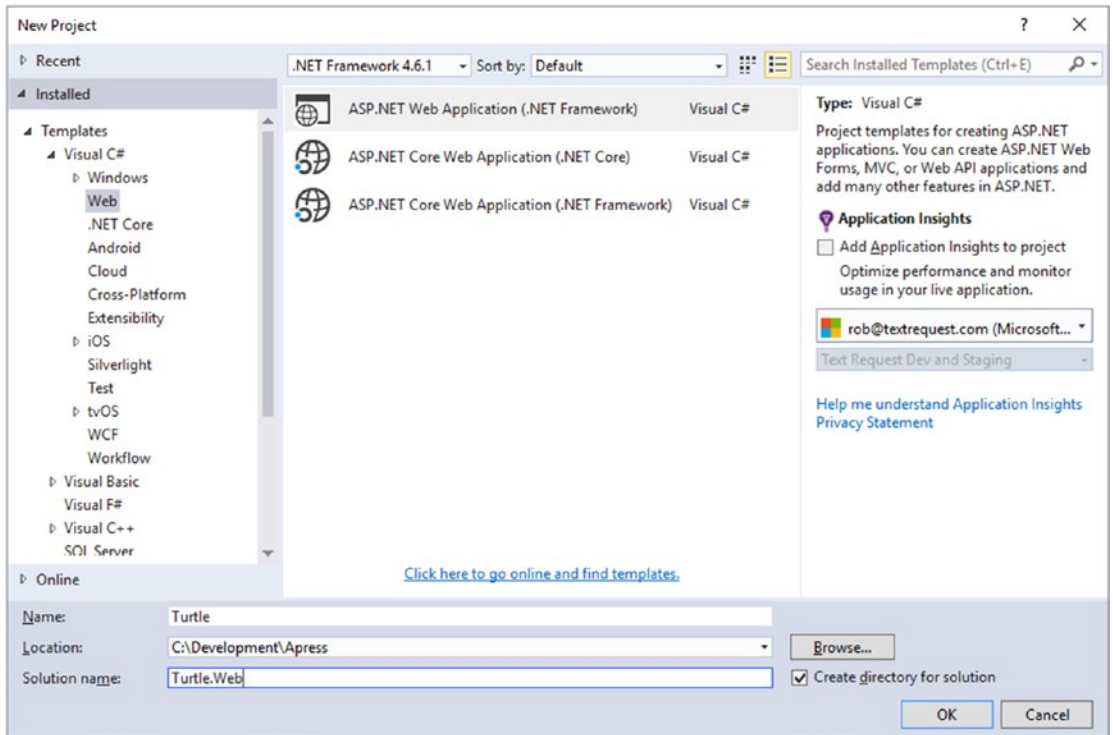 New Project
?
Recent
.NET Framework 4.6.1
Sort by: Default
Search Installed Templates (Ctrl+E)
Installed
Templates
Visual C#
Windows
Web
.NET Core
Android
Cloud
Cross-Platform
Extensibility
iOS
Silverlight
Test
tvOS
WCF
Workflow
Visual Basic
Visual F#
Visual C++
SQL Server
Online
ASP.NET Web Application (.NET Framework) Visual C#
ASP.NET Core Web Application (.NET Core) Visual C#
ASP.NET Core Web Application (.NET Framework) Visual C#
Click here to go online and find templates.
Type: Visual C#
Project templates for creating ASP.NET
applications. You can create ASP.NET Web
Forms, MVC, or Web API applications and
add many other features in ASP.NET.
Application Insights
Add Application Insights to project
Optimize performance and monitor
usage in your live application.
rob@textrequest.com (Microsoft...
Text Request Dev and Staging
Help me understand Application Insights
Privacy Statement
Name: Turtle
Location: C:\Development\Apress
Browse...
Solution name: Turtle.Web
Create directory for solution
OK
Cancel